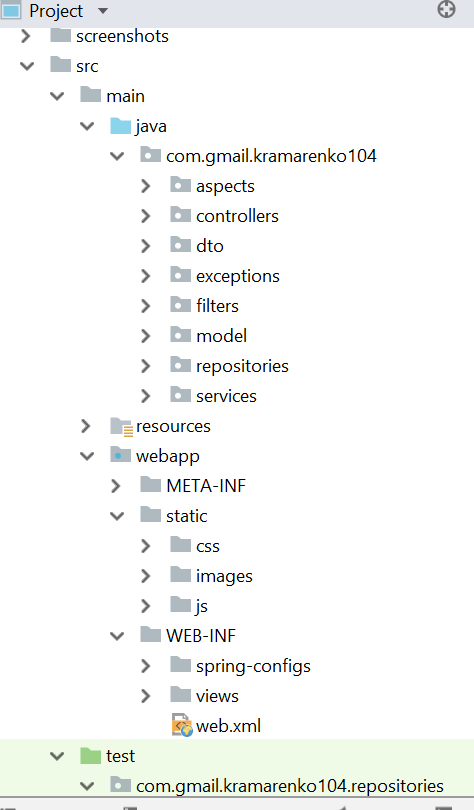 Project
screenshots
src
main
java
com.gmail.kramarenko104
aspects
controllers
dto
exceptions
filters
model
repositories
services
resources
webapp
META-INF
static
css
images
js
WEB-INF
spring-configs
views
web.xml
test
com.gmail.kramarenko104.repositories